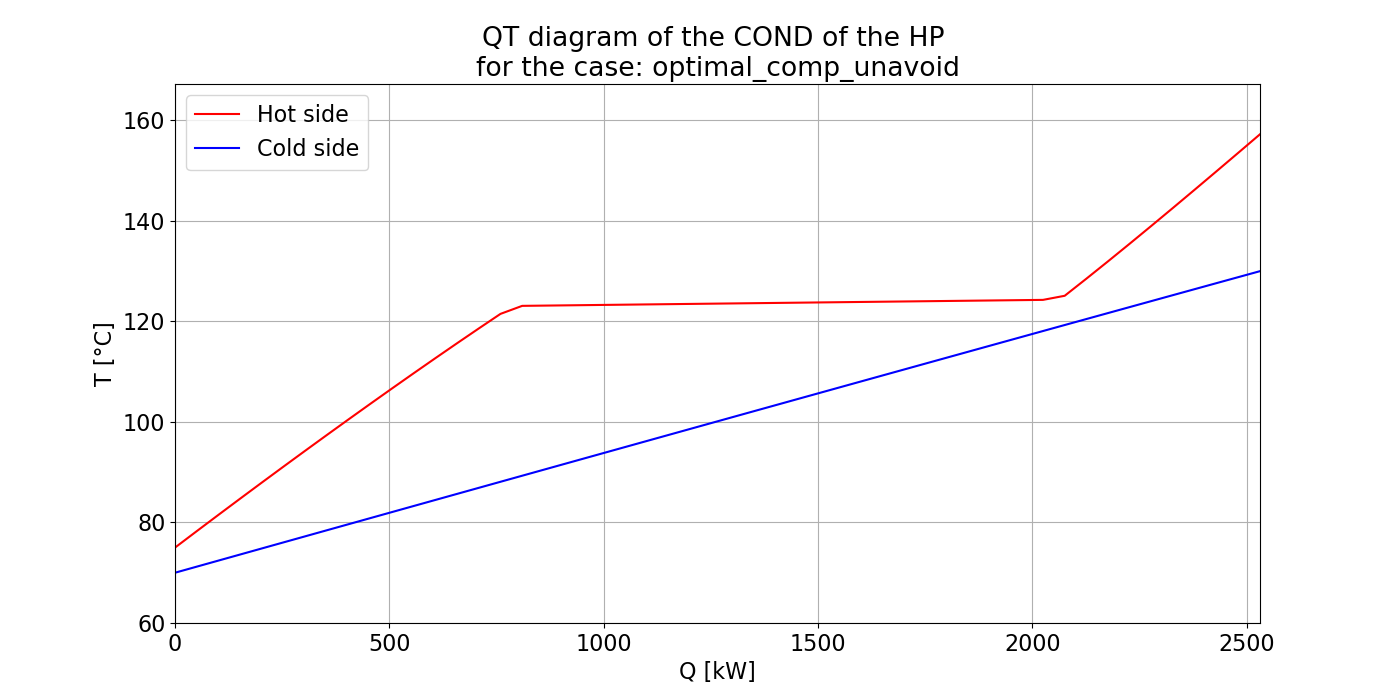 QT diagram of the COND of the HP
for the case: optimal_comp_unavoid
Hot side
Cold side
T [°C]
160
140
120
100
80
60
0 500 1000 1500 2000 2500
Q [kW]